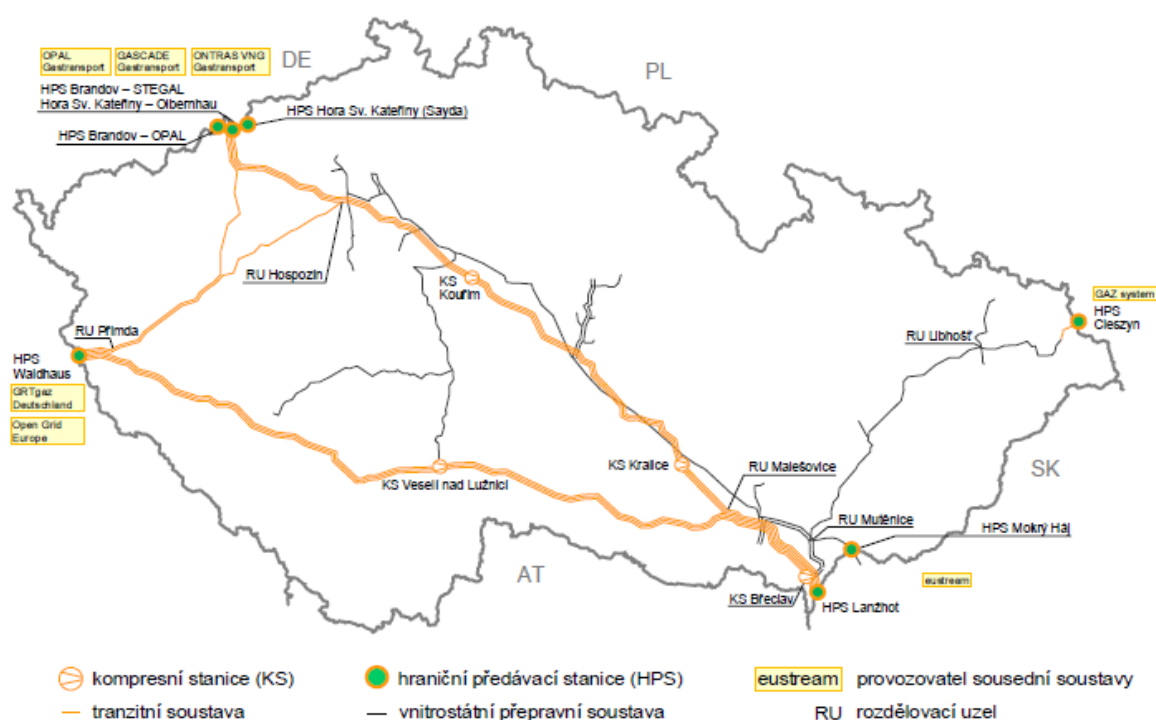 OPAL
Gastransport
GASCADE
Gastransport
ONTRAS VNG
Gastransport
DE
PL
HPS Brandov – STEGAL
Hora Sv. Kateřiny – Olbernhau
HPS Hora Sv. Kateřiny (Sayda)
HPS Brandov – OPAL
RU Hospozín
KS
Kouřim
GAZ system
HPS
Cieszyn
RU Přimda
RU Libhošť
HPS
Waidhaus
GRTgaz
Deutschland
Open Grid
Europe
KS Kralice
RU Malešovice
SK
KS Veselí nad Lužnicí
RU Mutěnice
HPS Mokrý Háj
AT
eustream
KS Břeclav
HPS Lanžhot
kompresní stanice (KS)
hraniční předávací stanice (HPS)
eustream provozovatel sousední soustavy
tranzitní soustava
vnitrostátní přepravní soustava
RU rozdělovací uzel